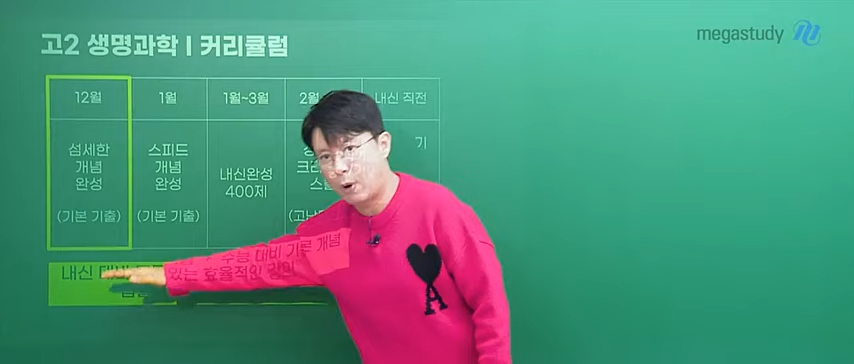 고2 생명과학 | 커리큘럼
megastudy
12월
1월
1월~3월
2월
내신 직전
섬세한
개념
완성
(기본 기출)
스피드
개념
완성
(기본 기출)
내신완성
400제
기
수능 대비 기본 개념
내신 대비
있는 효율적인 강의
A